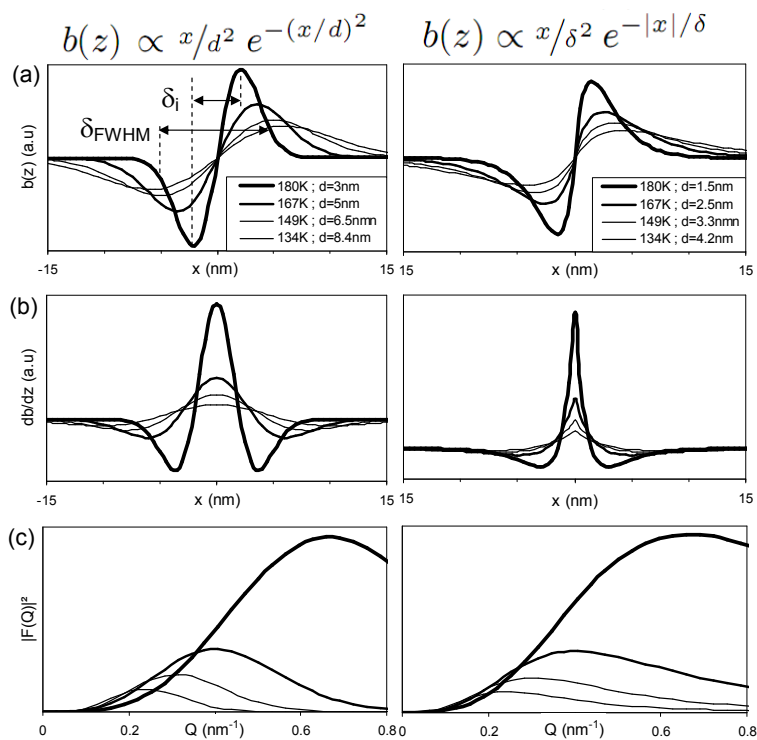 b(z) ∝ x/d² e^{-(x/d)²}
b(z) ∝ x/δ² e^{-|x|/δ}
(a)
δi
δFWHM
b(z) (a.u)
180K ; d=3nm
167K ; d=5nm
149K ; d=6.5nmn
134K ; d=8.4nm
-15
x (nm)
15
180K ; d=1.5nm
167K ; d=2.5nm
149K ; d=3.3nmn
134K ; d=4.2nm
15
x (nm)
15
(b)
db/dz (a.u)
-15
x (nm)
15
15
x (nm)
15
(c)
|F(Q)|²
0
0.2
Q (nm⁻¹)
0.6
0.8
0.2
Q (nm⁻¹)
0.6
0.8